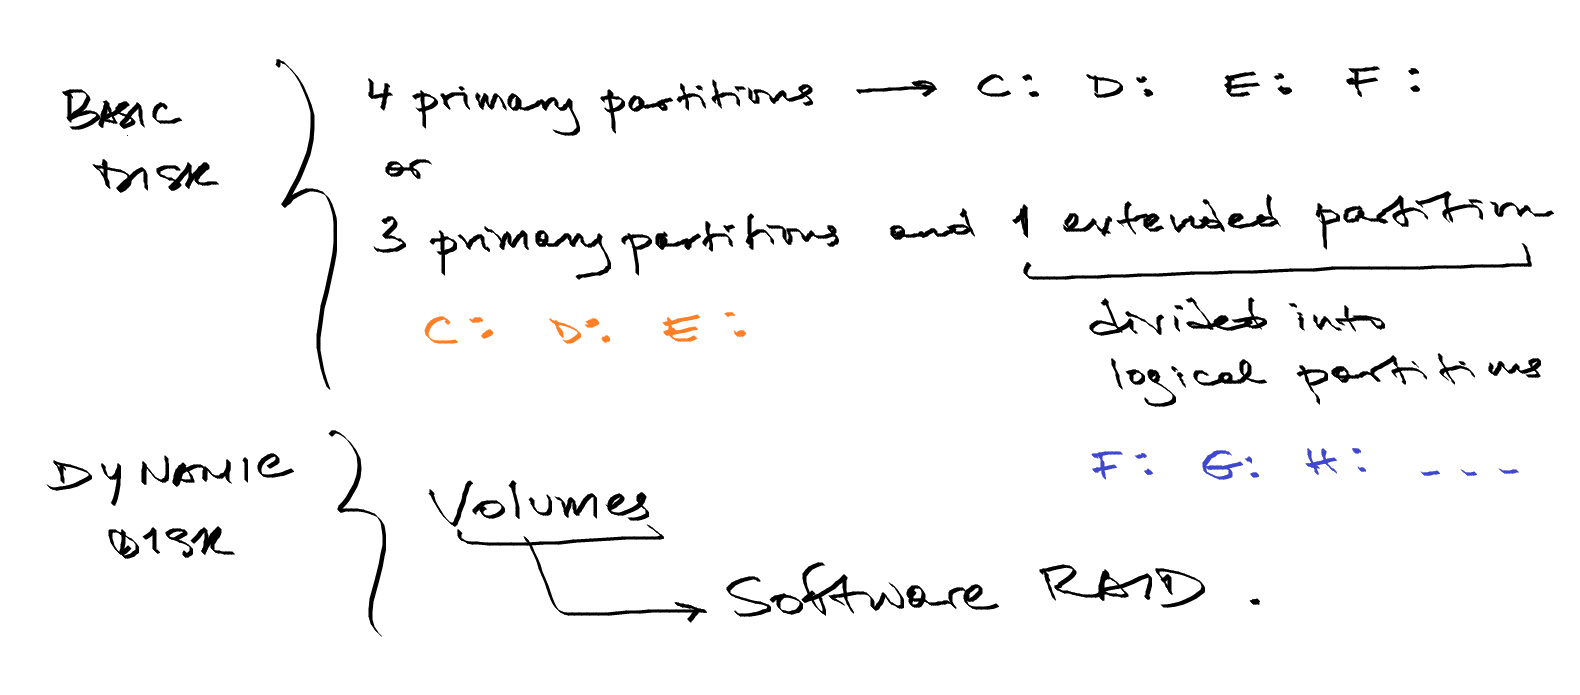 BASIC
DISK
4 primary partitions → C: D: E: F:
or
3 primary partitions and 1 extended partition
C: D: E:
divided into
logical partitions
F: G: H: ---
DYNAMIC
DISK
Volumes
→ Software RAID.